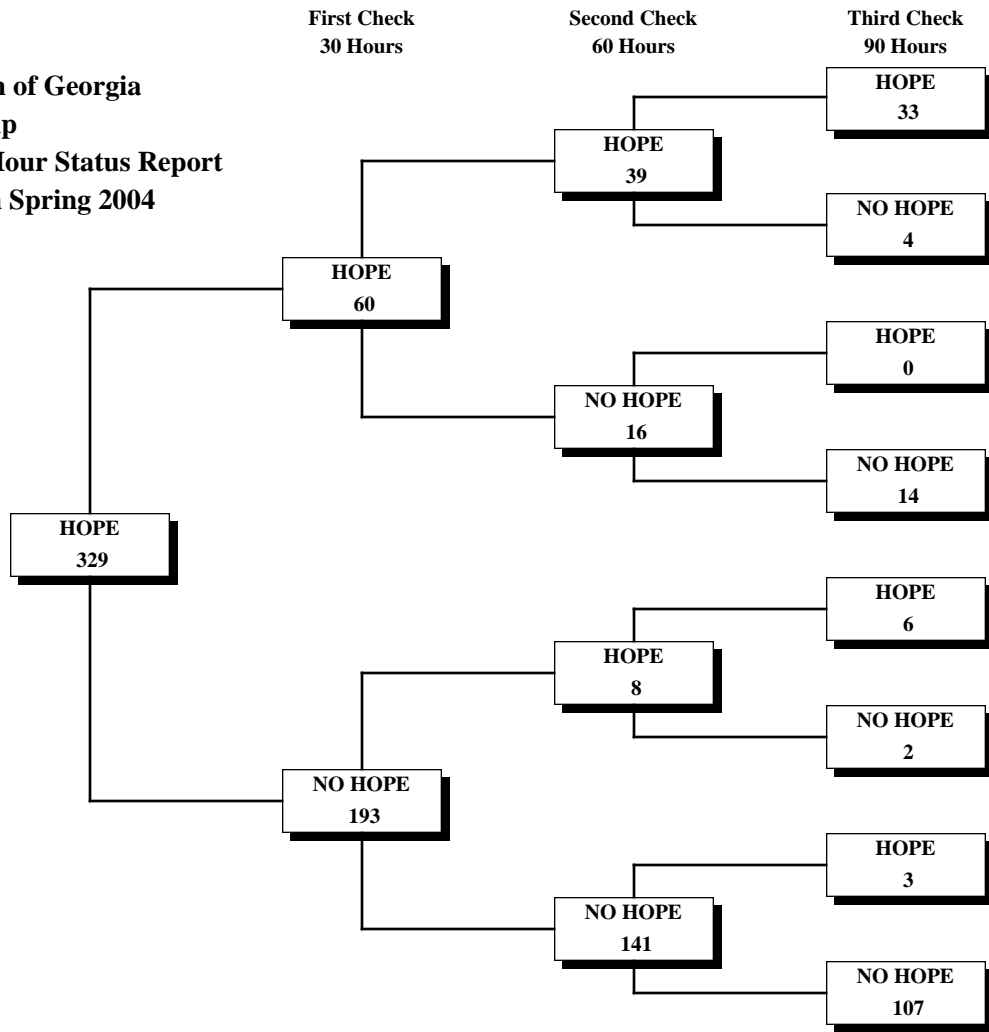 First Check
30 Hours
Second Check
60 Hours
Third Check
90 Hours
of Georgia
Hour Status Report
Spring 2004
HOPE
33
HOPE
39
NO HOPE
4
HOPE
60
HOPE
0
NO HOPE
16
NO HOPE
14
HOPE
329
HOPE
6
HOPE
8
NO HOPE
2
NO HOPE
193
HOPE
3
NO HOPE
141
NO HOPE
107